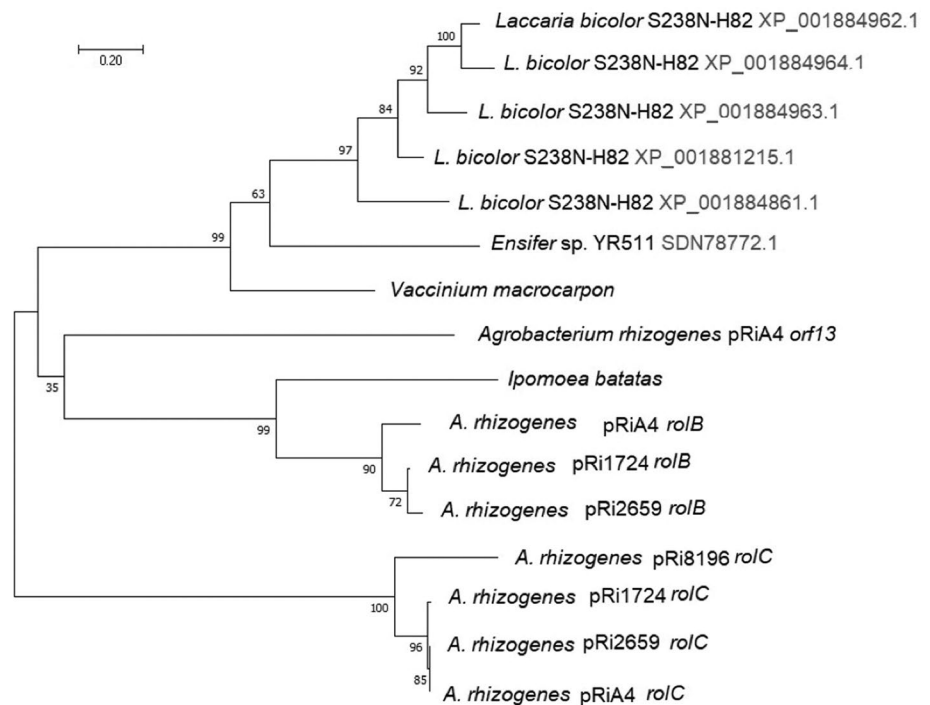 Laccaria bicolor S238N-H82 XP_001884962.1
100
0.20
L. bicolor S238N-H82 XP_001884964.1
92
84
L. bicolor S238N-H82 XP_001884963.1
97
L. bicolor S238N-H82 XP_001881215.1
63
L. bicolor S238N-H82 XP_001884861.1
99
Ensifer sp. YR511 SDN78772.1
Vaccinium macrocarpon
Agrobacterium rhizogenes pRiA4 orf13
35
Ipomoea batatas
99
A. rhizogenes pRiA4 rolB
90
A. rhizogenes pRi1724 rolB
72
A. rhizogenes pRi2659 rolB
A. rhizogenes pRi8196 rolC
100
A. rhizogenes pRi1724 rolC
96
A. rhizogenes pRi2659 rolC
85
A. rhizogenes pRiA4 rolC